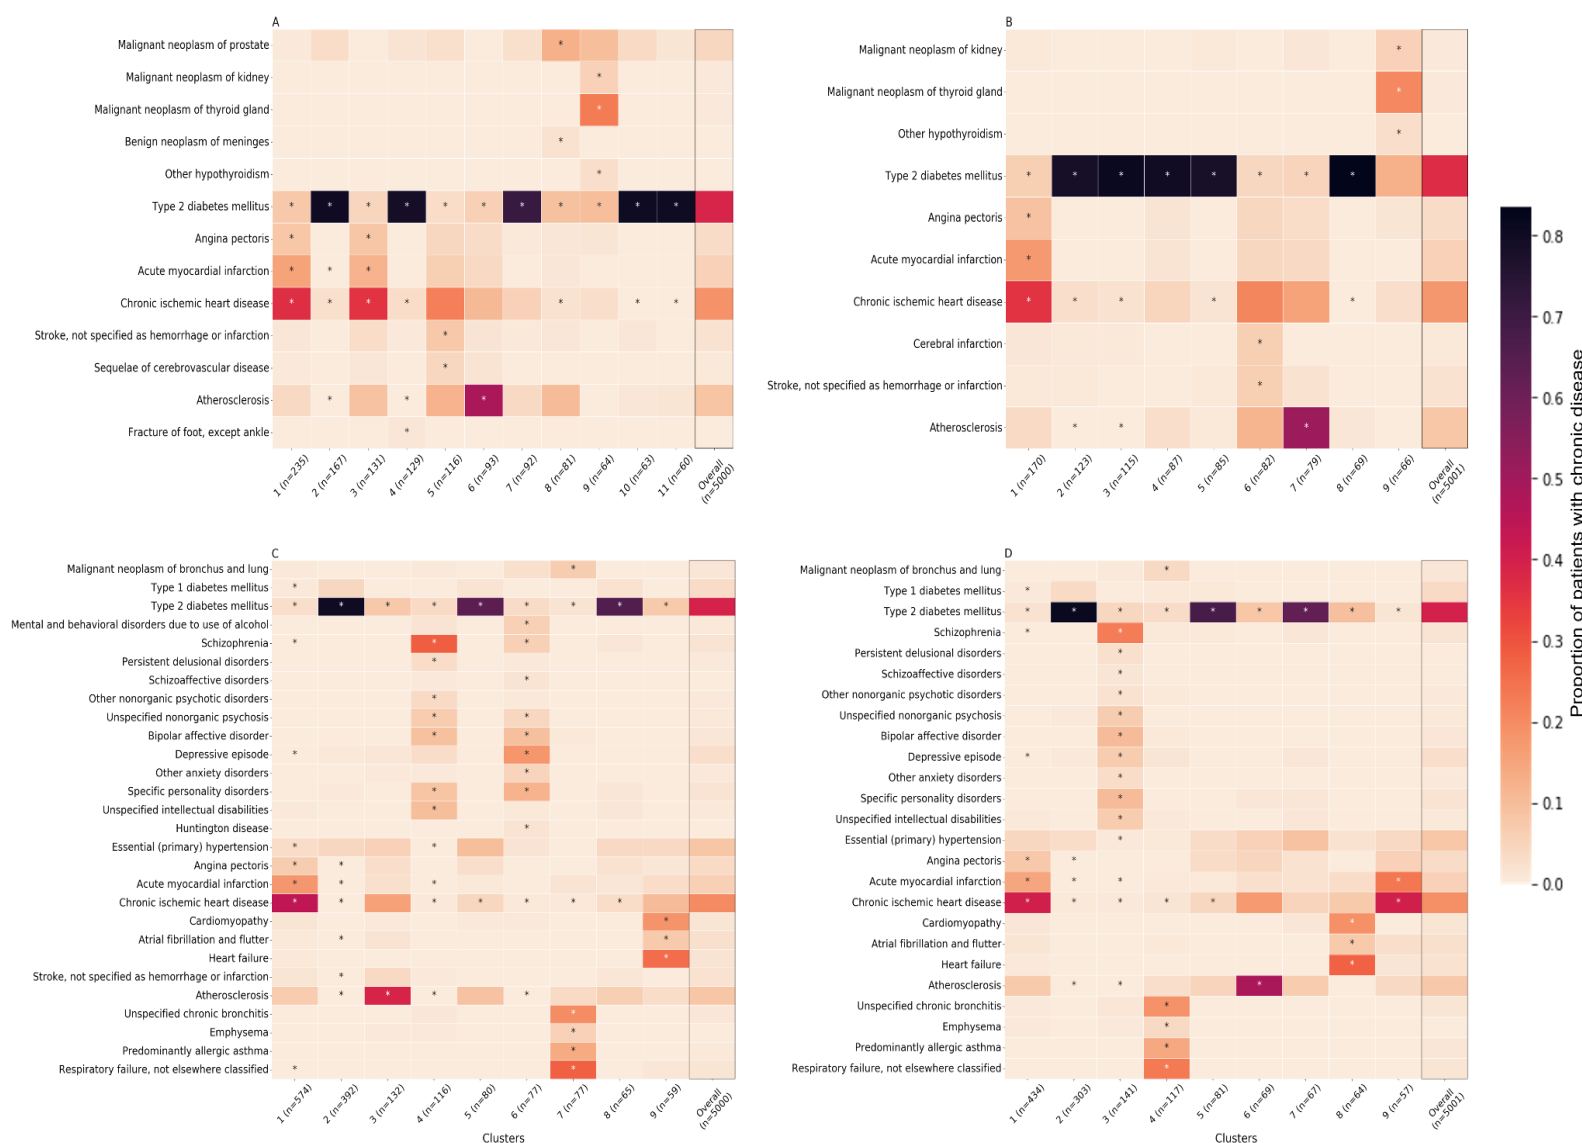 A
Malignant neoplasm of prostate
Malignant neoplasm of kidney
Malignant neoplasm of thyroid gland
Benign neoplasm of meninges
Other hypothyroidism
Type 2 diabetes mellitus
Angina pectoris
Acute myocardial infarction
Chronic ischemic heart disease
Stroke, not specified as hemorrhage or infarction
Sequelae of cerebrovascular disease
Atherosclerosis
Fracture of foot, except ankle
1 (n=235)
2 (n=167)
3 (n=131)
4 (n=129)
5 (n=116)
6 (n=93)
7 (n=92)
8 (n=81)
9 (n=64)
10 (n=63)
11 (n=60)
Overall
(n=5000)
B
Malignant neoplasm of kidney
Malignant neoplasm of thyroid gland
Other hypothyroidism
Type 2 diabetes mellitus
Angina pectoris
Acute myocardial infarction
Chronic ischemic heart disease
Cerebral infarction
Stroke, not specified as hemorrhage or infarction
Atherosclerosis
1 (n=170)
2 (n=123)
3 (n=115)
4 (n=87)
5 (n=85)
6 (n=82)
7 (n=79)
8 (n=69)
9 (n=66)
Overall
(n=5001)
C
Malignant neoplasm of bronchus and lung
Type 1 diabetes mellitus
Type 2 diabetes mellitus
Mental and behavioral disorders due to use of alcohol
Schizophrenia
Persistent delusional disorders
Schizoaffective disorders
Other nonorganic psychotic disorders
Unspecified nonorganic psychosis
Bipolar affective disorder
Depressive episode
Other anxiety disorders
Specific personality disorders
Unspecified intellectual disabilities
Huntington disease
Essential (primary) hypertension
Angina pectoris
Acute myocardial infarction
Chronic ischemic heart disease
Cardiomyopathy
Atrial fibrillation and flutter
Heart failure
Stroke, not specified as hemorrhage or infarction
Atherosclerosis
Unspecified chronic bronchitis
Emphysema
Predominantly allergic asthma
Respiratory failure, not elsewhere classified
1 (n=574)
2 (n=392)
3 (n=132)
4 (n=116)
5 (n=80)
6 (n=77)
7 (n=77)
8 (n=65)
9 (n=59)
Overall
(n=5000)
Clusters
D
Malignant neoplasm of bronchus and lung
Type 1 diabetes mellitus
Type 2 diabetes mellitus
Schizophrenia
Persistent delusional disorders
Schizoaffective disorders
Other nonorganic psychotic disorders
Unspecified nonorganic psychosis
Bipolar affective disorder
Depressive episode
Other anxiety disorders
Specific personality disorders
Unspecified intellectual disabilities
Essential (primary) hypertension
Angina pectoris
Acute myocardial infarction
Chronic ischemic heart disease
Cardiomyopathy
Atrial fibrillation and flutter
Heart failure
Atherosclerosis
Unspecified chronic bronchitis
Emphysema
Predominantly allergic asthma
Respiratory failure, not elsewhere classified
1 (n=434)
2 (n=303)
3 (n=141)
4 (n=117)
5 (n=81)
6 (n=69)
7 (n=67)
8 (n=64)
9 (n=57)
Overall
(n=5001)
Clusters
0.8
0.7
0.6
0.5
0.4
0.3
0.2
0.1
0.0
Proportion of patients with chronic disease